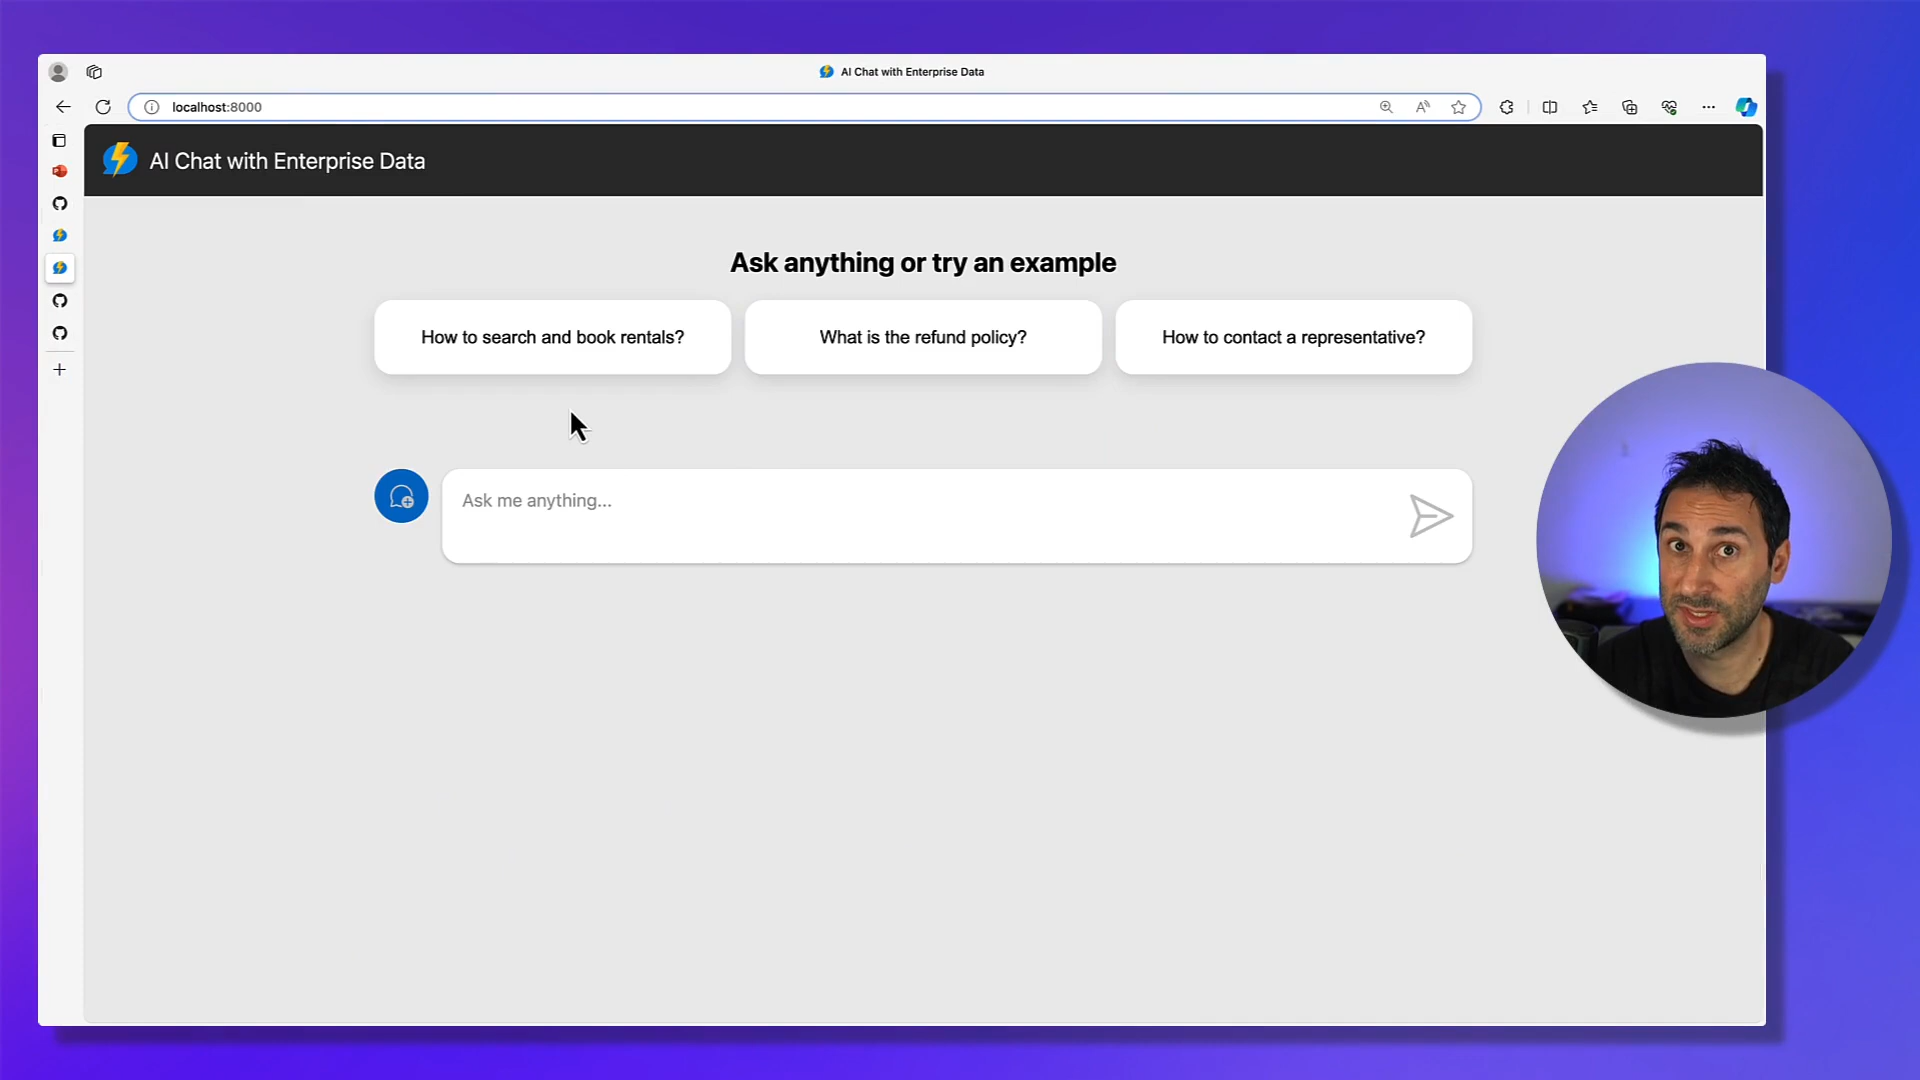 AI Chat with Enterprise Data
localhost:8000
AI Chat with Enterprise Data
Ask anything or try an example
How to search and book rentals?
What is the refund policy?
How to contact a representative?
Ask me anything...